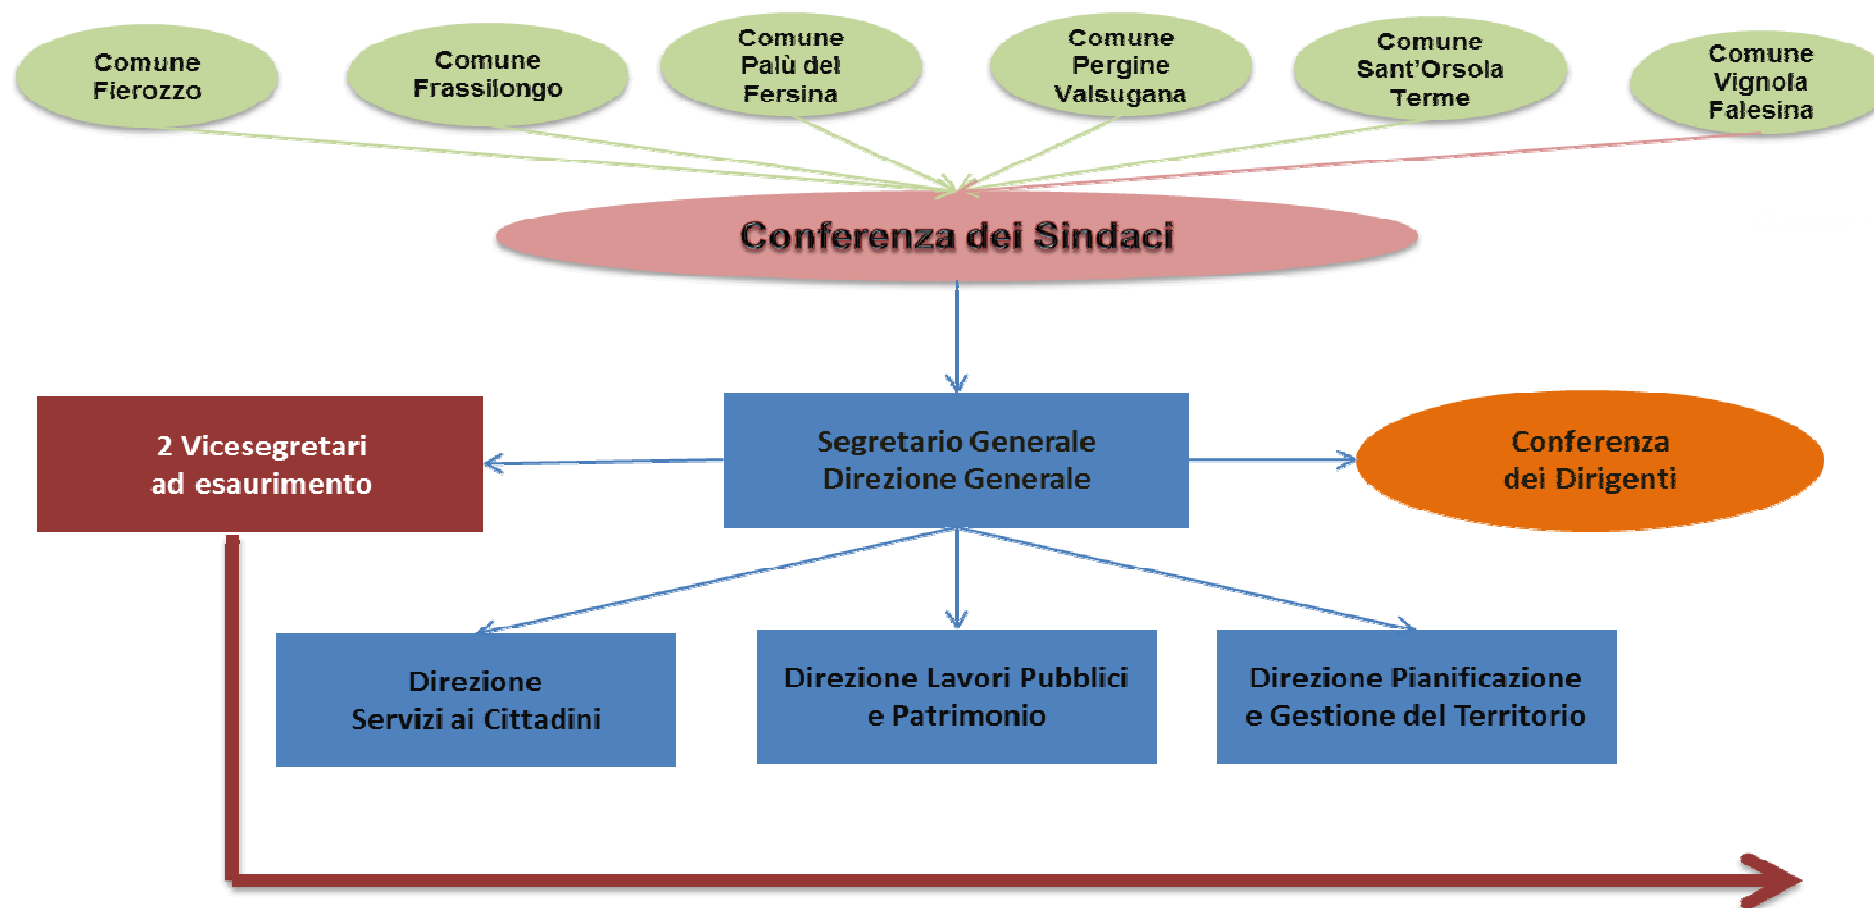 Comune
Fierozzo
Comune
Frassilongo
Comune
Palù del
Fersina
Comune
Pergine
Valsugana
Comune
Sant'Orsola
Terme
Comune
Vignola
Falesina
Conferenza dei Sindaci
2 Vicesegretari
ad esaurimento
Segretario Generale
Direzione Generale
Conferenza
dei Dirigenti
Direzione
Servizi ai Cittadini
Direzione Lavori Pubblici
e Patrimonio
Direzione Pianificazione
e Gestione del Territorio